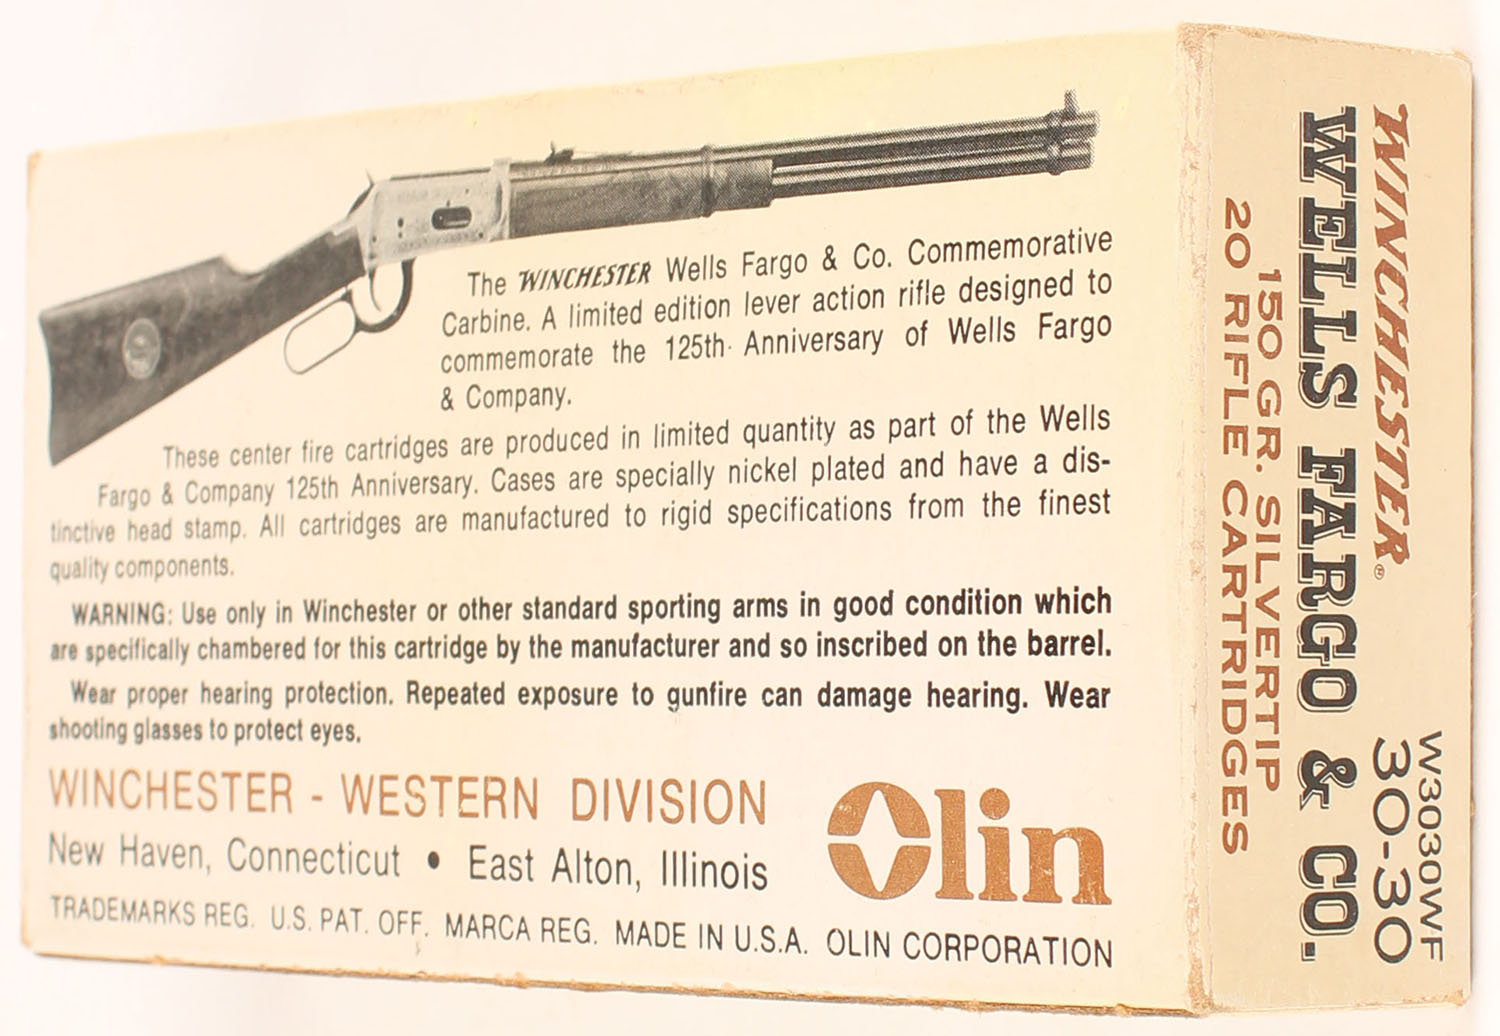 The WINCHESTER Wells Fargo & Co. Commemorative
Carbine. A limited edition lever action rifle designed to
commemorate the 125th Anniversary of Wells Fargo
& Company.
These center fire cartridges are produced in limited quantity as part of the Wells
Fargo & Company 125th Anniversary. Cases are specially nickel plated and have a dis-
tinctive head stamp. All cartridges are manufactured to rigid specifications from the finest
quality components.
WARNING: Use only in Winchester or other standard sporting arms in good condition which
are specifically chambered for this cartridge by the manufacturer and so inscribed on the barrel.
Wear proper hearing protection. Repeated exposure to gunfire can damage hearing. Wear
shooting glasses to protect eyes.
WINCHESTER - WESTERN DIVISION
New Haven, Connecticut • East Alton, Illinois
Olin
TRADEMARKS REG. U.S. PAT. OFF. MARCA REG. MADE IN U.S.A. OLIN CORPORATION
W3030WF
WINCHESTER® 30-30
WELLS FARGO & CO.
150 GR. SILVERTIP
20 RIFLE CARTRIDGES